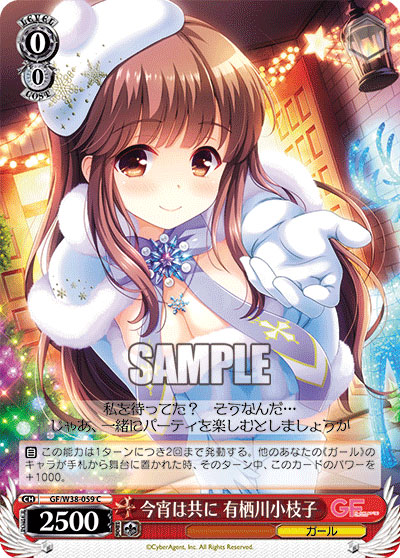 LEVEL
0
0
COST
SAMPLE
私を待ってた？　そうなんだ…
じゃあ、一緒にパーティを楽しむとしましょうか
自 この能力は1ターンにつき2回まで発動する。他のあなたの《ガール》の
キャラが手札から舞台に置かれた時、そのターン中、このカードのパワーを
+1000。
CH
GF/W38-059 C
今宵は共に 有栖川小枝子
GF
2500
ガール
©CyberAgent, Inc. All Rights Reserved.